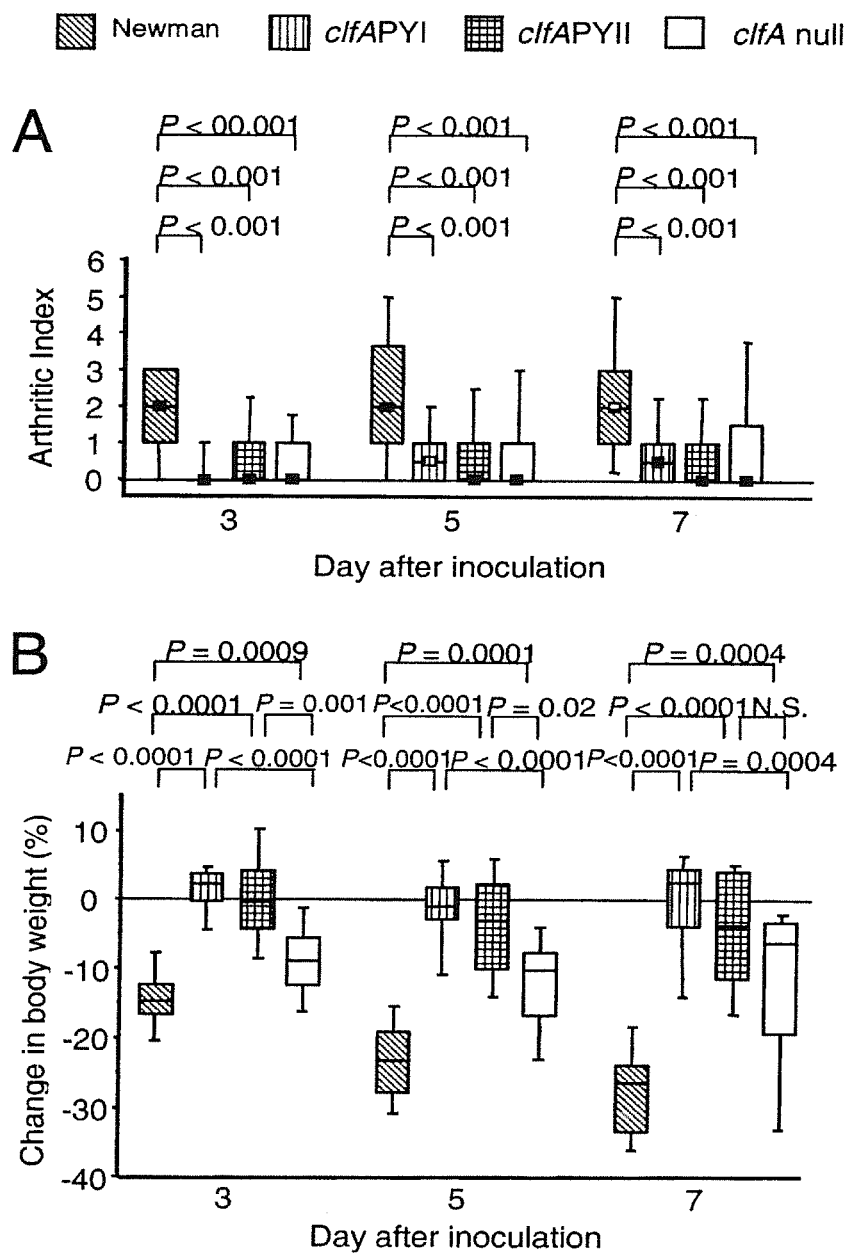 Newman clfAPYI clfAPYII clfA null
A
P < 00.001 P < 0.001 P < 0.001
P < 0.001 P < 0.001 P < 0.001
P < 0.001 P < 0.001 P < 0.001
Arthritic Index
6
5
4
3
2
1
0
3 5 7
Day after inoculation
B
P = 0.0009 P = 0.0001 P = 0.0004
P < 0.0001 P = 0.001 P<0.0001 P = 0.02 P < 0.0001 N.S.
P < 0.0001 P < 0.0001 P<0.0001 P < 0.0001 P<0.0001 P = 0.0004
Change in body weight (%)
10
0
-10
-20
-30
-40
3 5 7
Day after inoculation